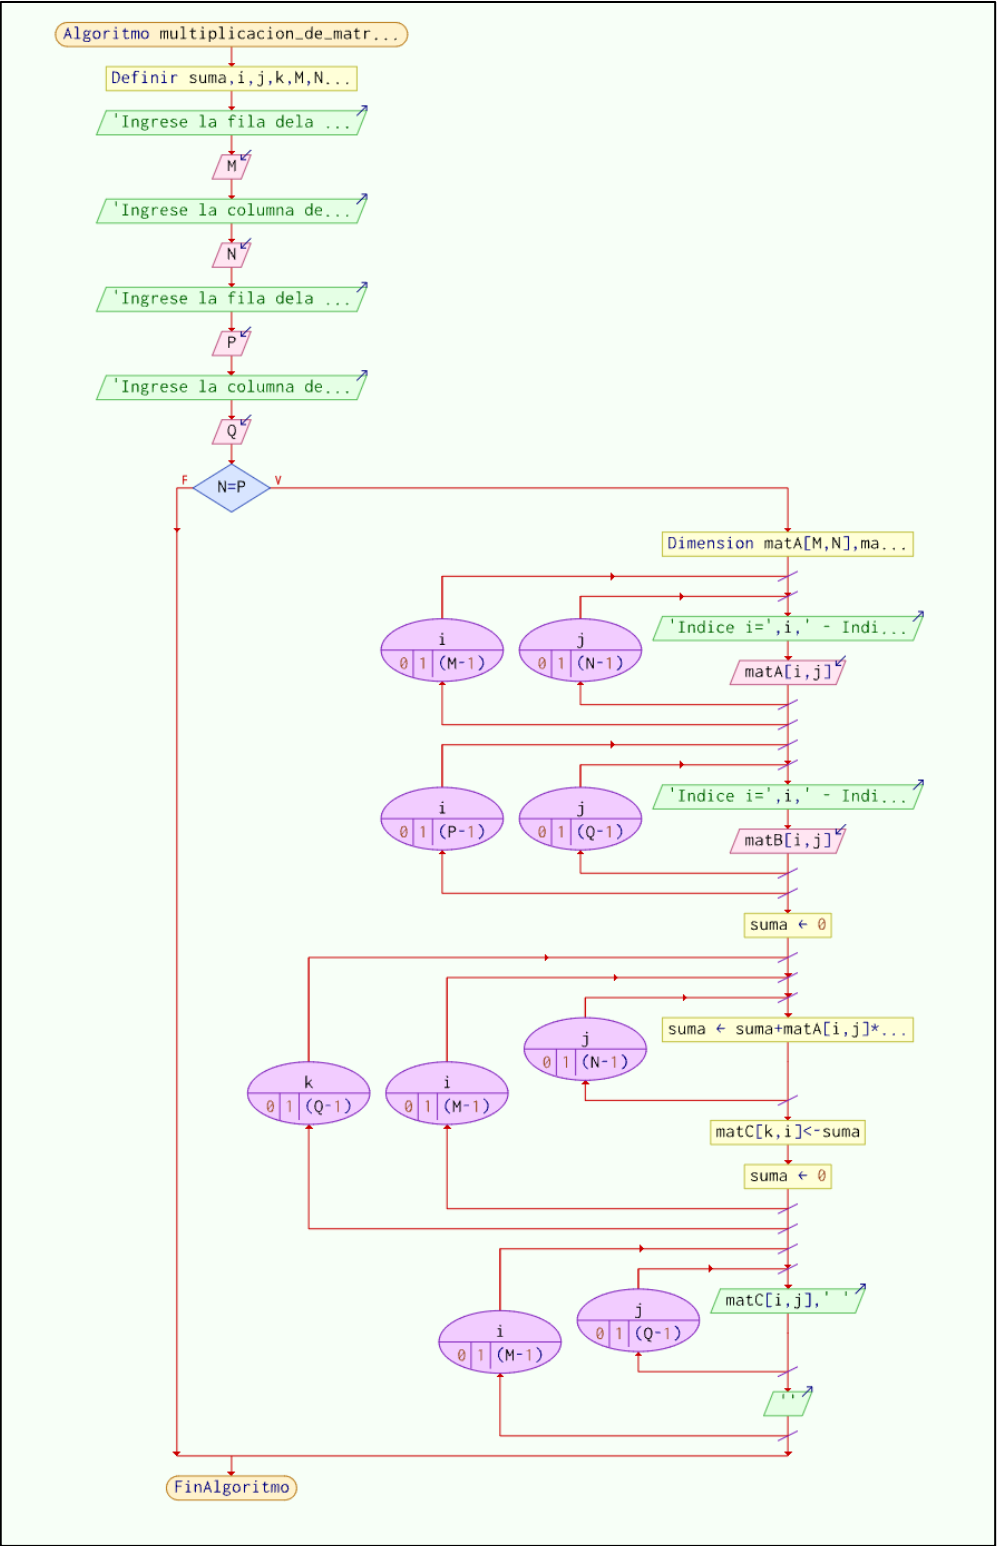 Algoritmo multiplicacion_de_matr...
Definir suma,i,j,k,M,N...
'Ingrese la fila dela ...
M
'Ingrese la columna de...
N
'Ingrese la fila dela ...
P
'Ingrese la columna de...
Q
F
N=P
V
Dimension matA[M,N],ma...
i
0 1 (M-1)
j
0 1 (N-1)
'Indice i=',i,' - Indi...
matA[i,j]
i
0 1 (P-1)
j
0 1 (Q-1)
'Indice i=',i,' - Indi...
matB[i,j]
suma ← 0
k
0 1 (Q-1)
i
0 1 (M-1)
j
0 1 (N-1)
suma ← suma+matA[i,j]*...
matC[k,i]<-suma
suma ← 0
i
0 1 (M-1)
j
0 1 (Q-1)
matC[i,j],' '
''
FinAlgoritmo